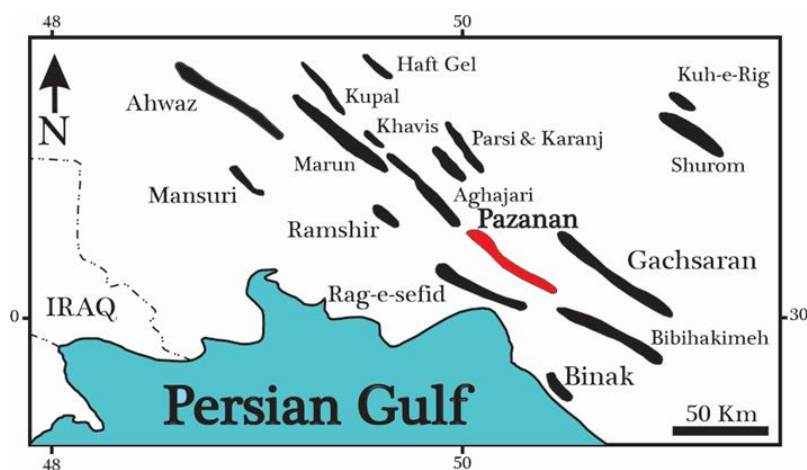 48
50
Haft Gel
Kuh-e-Rig
Kupal
Ahwaz
N
Khavis
Parsi & Karanj
Marun
Shurom
Mansuri
Aghajari
Pazanan
Ramshir
Gachsaran
Rag-e-sefid
IRAQ
0
30
Bibihakimeh
Binak
Persian Gulf
50 Km
48
50